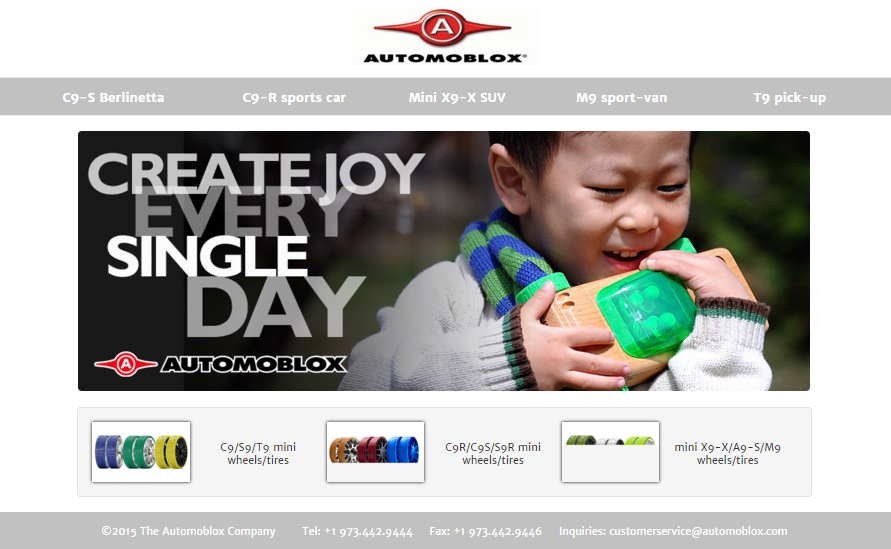 A
AUTOMOBLOX®
C9-S Berlinetta C9-R sports car Mini X9-X SUV M9 sport-van T9 pick-up
CREATE JOY
EVERY
SINGLE
DAY
A AUTOMOBLOX
C9/S9/T9 mini
wheels/tires
C9R/C9S/S9R mini
wheels/tires
mini X9-X/A9-S/M9
wheels/tires
©2015 The Automoblox Company Tel: +1 973.442.9444 Fax: +1 973.442.9446 Inquiries: customerservice@automoblox.com